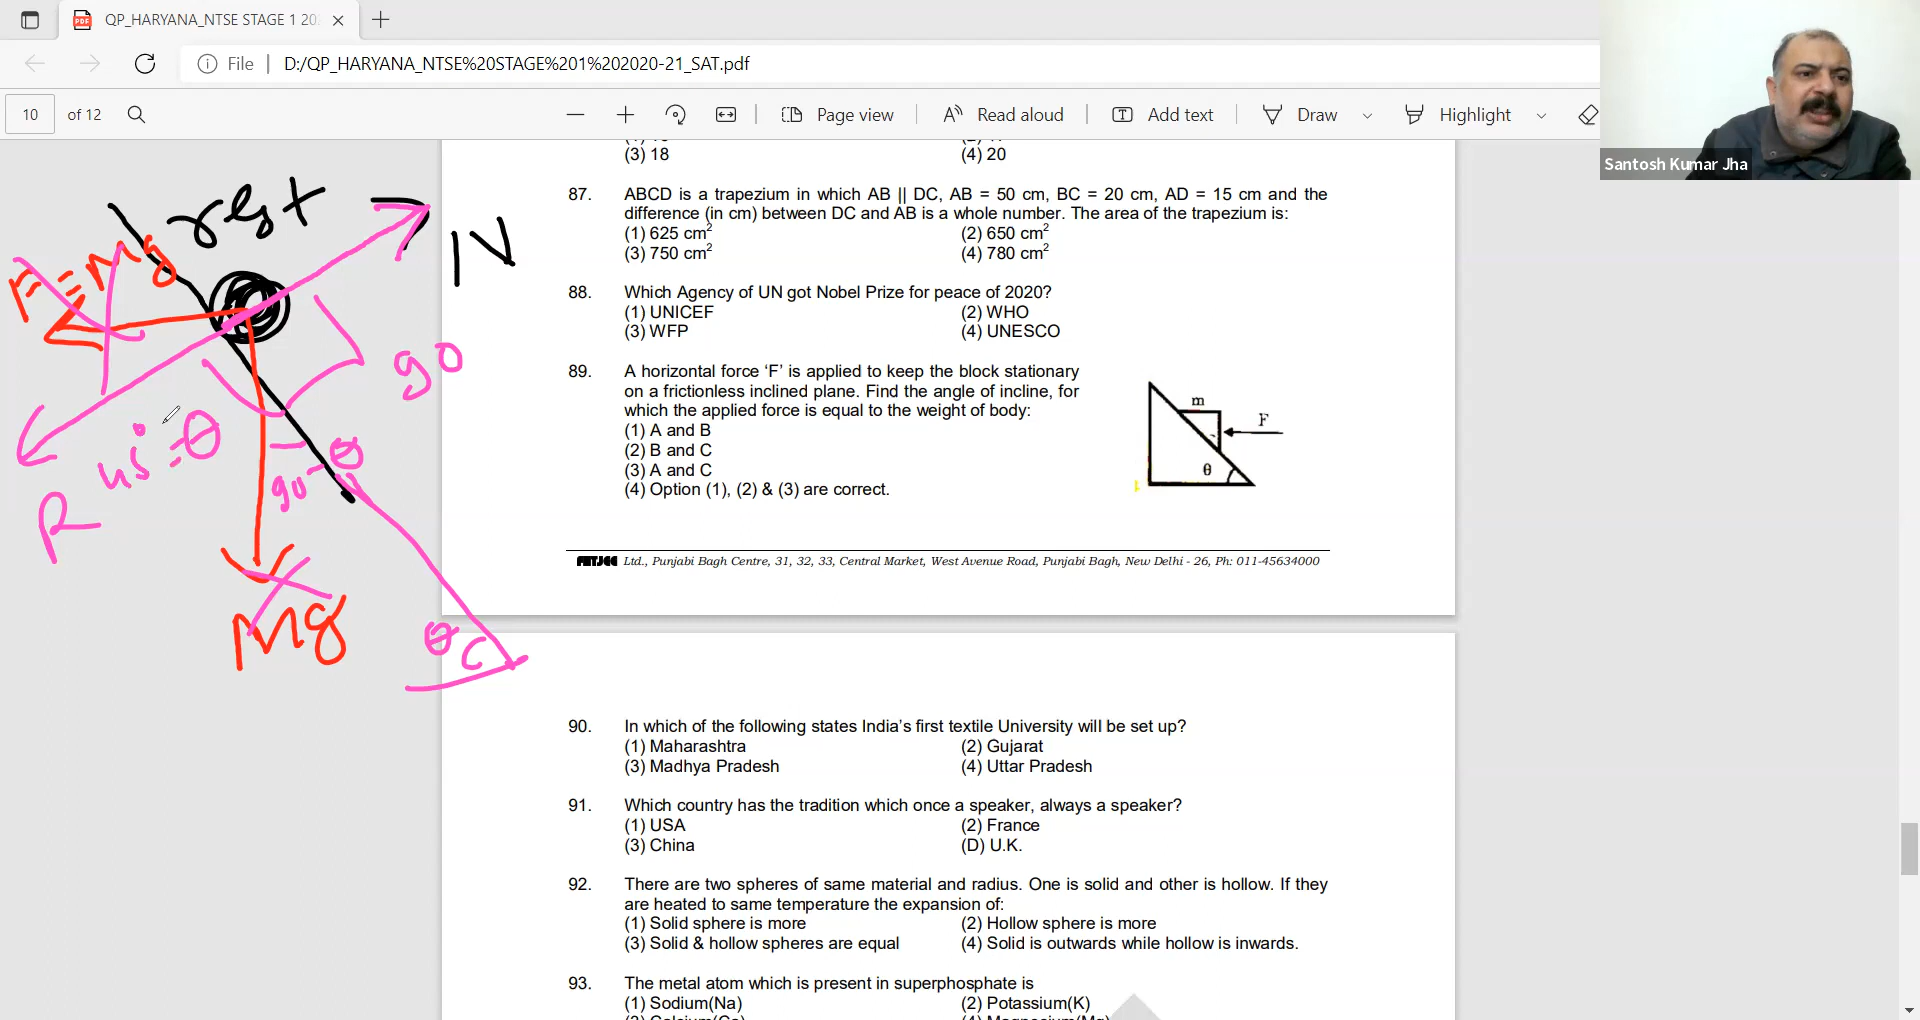 QP_HARYANA_NTSE STAGE 1 20
File | D:/QP_HARYANA_NTSE%20STAGE%201%202020-21_SAT.pdf
10 of 12
Page view
Read aloud
Add text
Draw
Highlight
Santosh Kumar Jha
(3) 18 (4) 20
87. ABCD is a trapezium in which AB || DC, AB = 50 cm, BC = 20 cm, AD = 15 cm and the
difference (in cm) between DC and AB is a whole number. The area of the trapezium is:
(1) 625 cm² (2) 650 cm²
(3) 750 cm² (4) 780 cm²
88. Which Agency of UN got Nobel Prize for peace of 2020?
(1) UNICEF (2) WHO
(3) WFP (4) UNESCO
89. A horizontal force ‘F’ is applied to keep the block stationary
on a frictionless inclined plane. Find the angle of incline, for
which the applied force is equal to the weight of body:
(1) A and B
(2) B and C
(3) A and C
(4) Option (1), (2) & (3) are correct.
m
F
θ
FIITJEE Ltd., Punjabi Bagh Centre, 31, 32, 33, Central Market, West Avenue Road, Punjabi Bagh, New Delhi - 26, Ph: 011-45634000
90. In which of the following states India’s first textile University will be set up?
(1) Maharashtra (2) Gujarat
(3) Madhya Pradesh (4) Uttar Pradesh
91. Which country has the tradition which once a speaker, always a speaker?
(1) USA (2) France
(3) China (D) U.K.
92. There are two spheres of same material and radius. One is solid and other is hollow. If they
are heated to same temperature the expansion of:
(1) Solid sphere is more (2) Hollow sphere is more
(3) Solid & hollow spheres are equal (4) Solid is outwards while hollow is inwards.
93. The metal atom which is present in superphosphate is
(1) Sodium(Na) (2) Potassium(K)
rest
N
F = Mg
90
θ
90 - θ
R
Mg
θ C